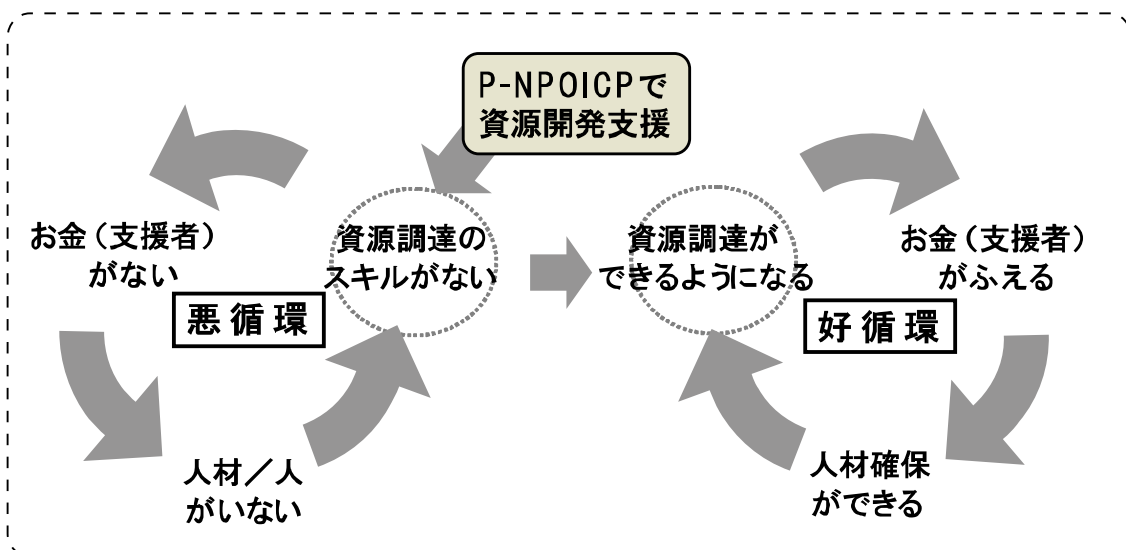 P-NPOICPで
資源開発支援
お金（支援者）
がない
資源調達の
スキルがない
悪循環
人材／人
がいない
資源調達が
できるようになる
お金（支援者）
がふえる
好循環
人材確保
ができる